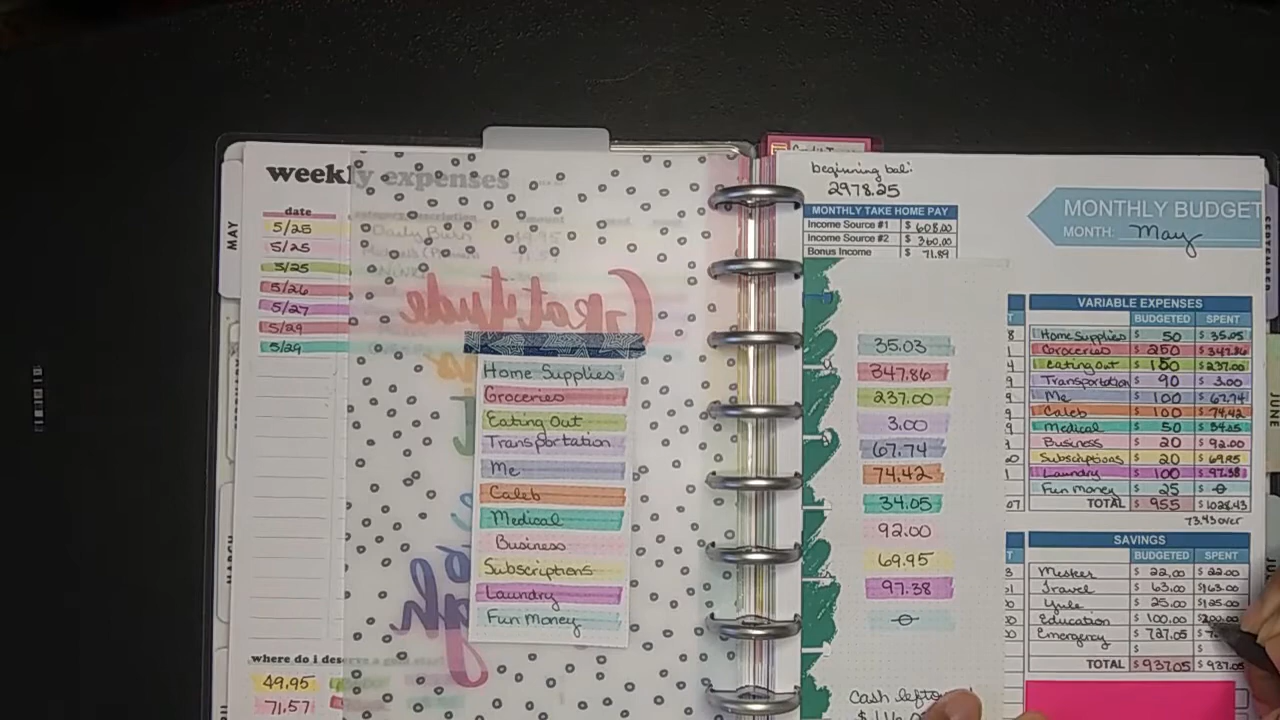 weekly expenses
date
5/25
5/25
5/25
5/26
5/27
5/29
5/29
MAY
Daily Burn
Gratitude
Home Supplies
Groceries
Eating Out
Transportation
Me
Caleb
Medical
Business
Subscriptions
Laundry
Fun Money
where do i
49.95
71.57
beginning bal:
2978.25
MONTHLY TAKE HOME PAY
Income Source #1 $ 608.00
Income Source #2 $ 360.00
Bonus Income $ 71.89
MONTHLY BUDGET
MONTH: May
35.03
347.86
237.00
3.00
67.74
74.42
34.05
92.00
69.95
97.38
VARIABLE EXPENSES
BUDGETED SPENT
Home Supplies $ 50 $ 35.05
Groceries $ 250 $ 347.86
Eating Out $ 150 $ 237.00
Transportation $ 90 $ 3.00
Me $ 100 $ 67.74
Caleb $ 100 $ 74.42
Medical $ 50 $ 34.05
Business $ 20 $ 92.00
Subscriptions $ 20 $ 69.95
Laundry $ 100 $ 97.38
Fun Money $ 25 $
TOTAL $ 955 $ 1028.43
73.43 over
SAVINGS
BUDGETED SPENT
$ 22.00 $ 22.00
Travel $ 63.00 $ 163.00
Yule $ 25.00 $ 125.00
Education $ 100.00 $ 200.00
Emergency $ 727.05 $
$ $
TOTAL $ 937.05 $ 937.05
Cash
JUNE